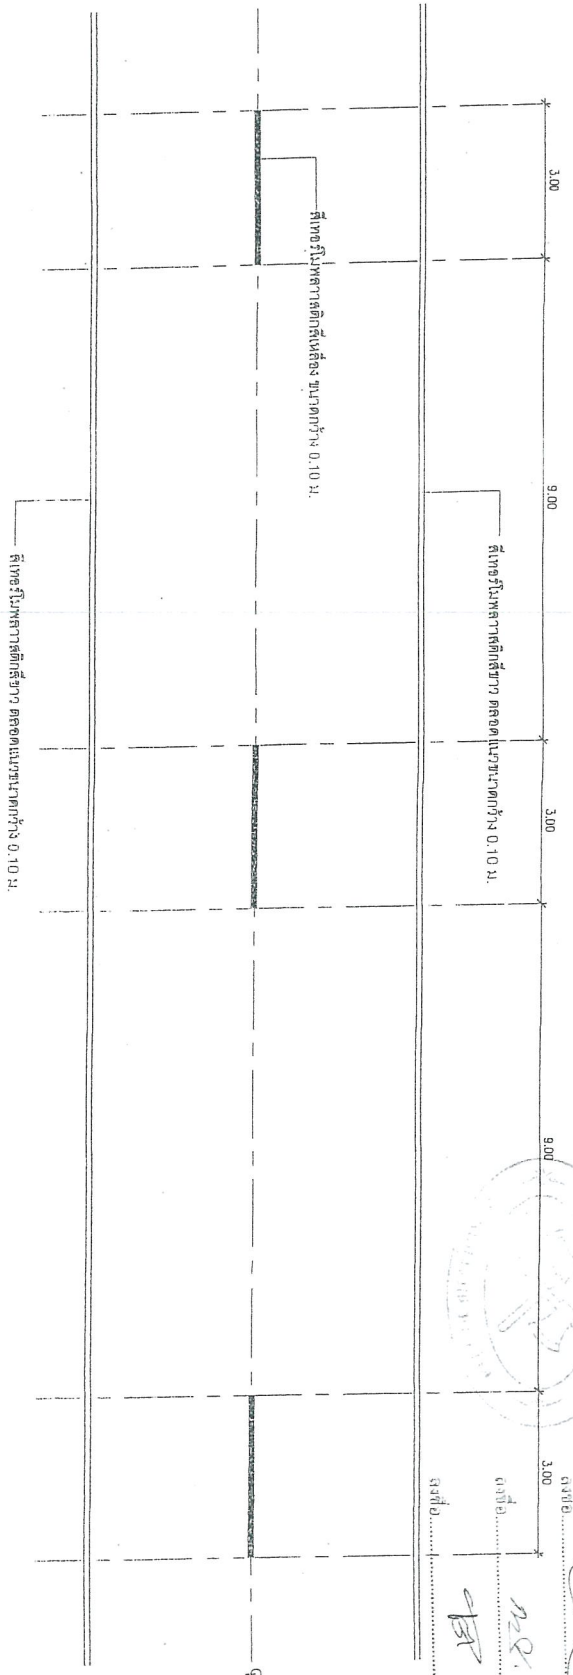 3.00
9.00
3.00
9.00
3.00
สีเทอร์โมพลาาสติกสีขาว ตลอดแนวขนาดกว้าง 0.10 ม.
สีเทอร์โมพลาาสติกสีเหลือง ขนาดกว้าง 0.10 ม.
สีเทอร์โมพลาาสติกสีขาว ตลอดแนวขนาดกว้าง 0.10 ม.
ลงชื่อ
ลงชื่อ
ลงชื่อ